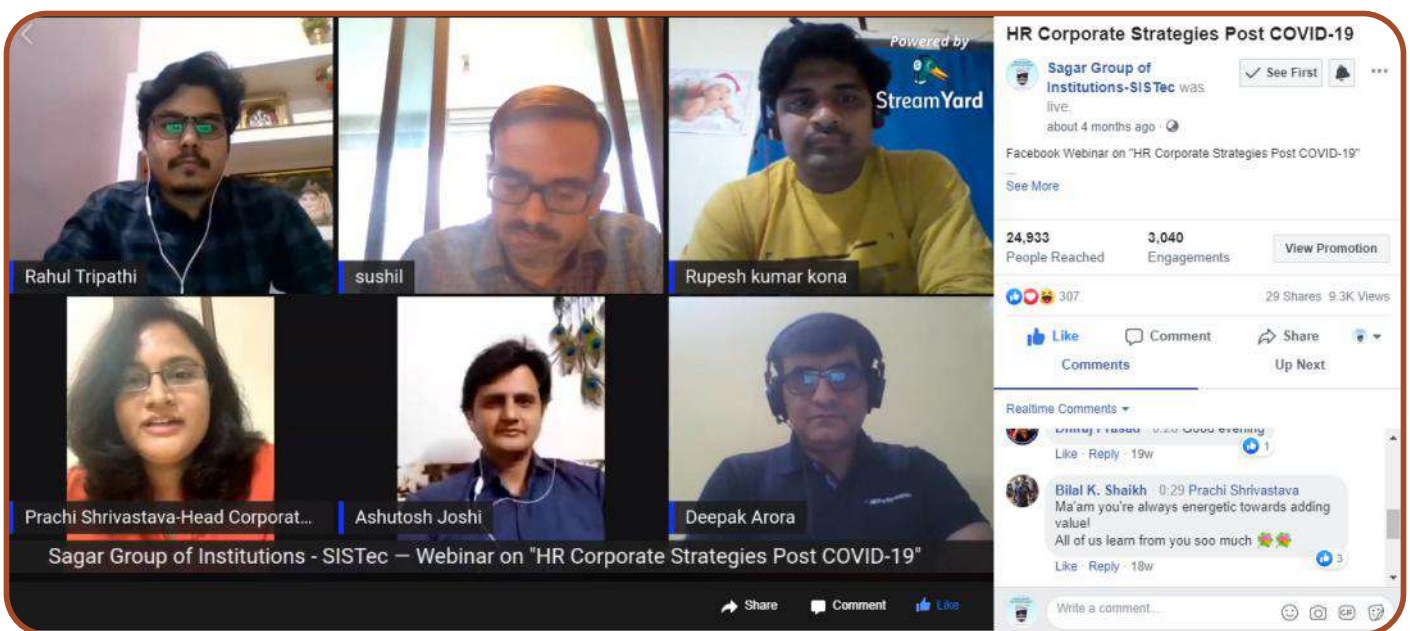 Powered by
StreamYard
Rahul Tripathi
sushil
Rupesh kumar kona
Prachi Shrivastava-Head Corporat...
Ashutosh Joshi
Deepak Arora
Sagar Group of Institutions - SISTec — Webinar on "HR Corporate Strategies Post COVID-19"
Share Comment Like
HR Corporate Strategies Post COVID-19
Sagar Group of
Institutions-SISTec was
live.
about 4 months ago
See First
Facebook Webinar on "HR Corporate Strategies Post COVID-19"
...
See More
24,933 3,040
People Reached Engagements
View Promotion
307 29 Shares 9.3K Views
Like Comment Share
Comments Up Next
Realtime Comments
Good evening
1
Like · Reply · 19w
Bilal K. Shaikh · 0:29 Prachi Shrivastava
Ma'am you're always energetic towards adding
value!
All of us learn from you soo much
3
Like · Reply · 18w
Write a comment...
GIF